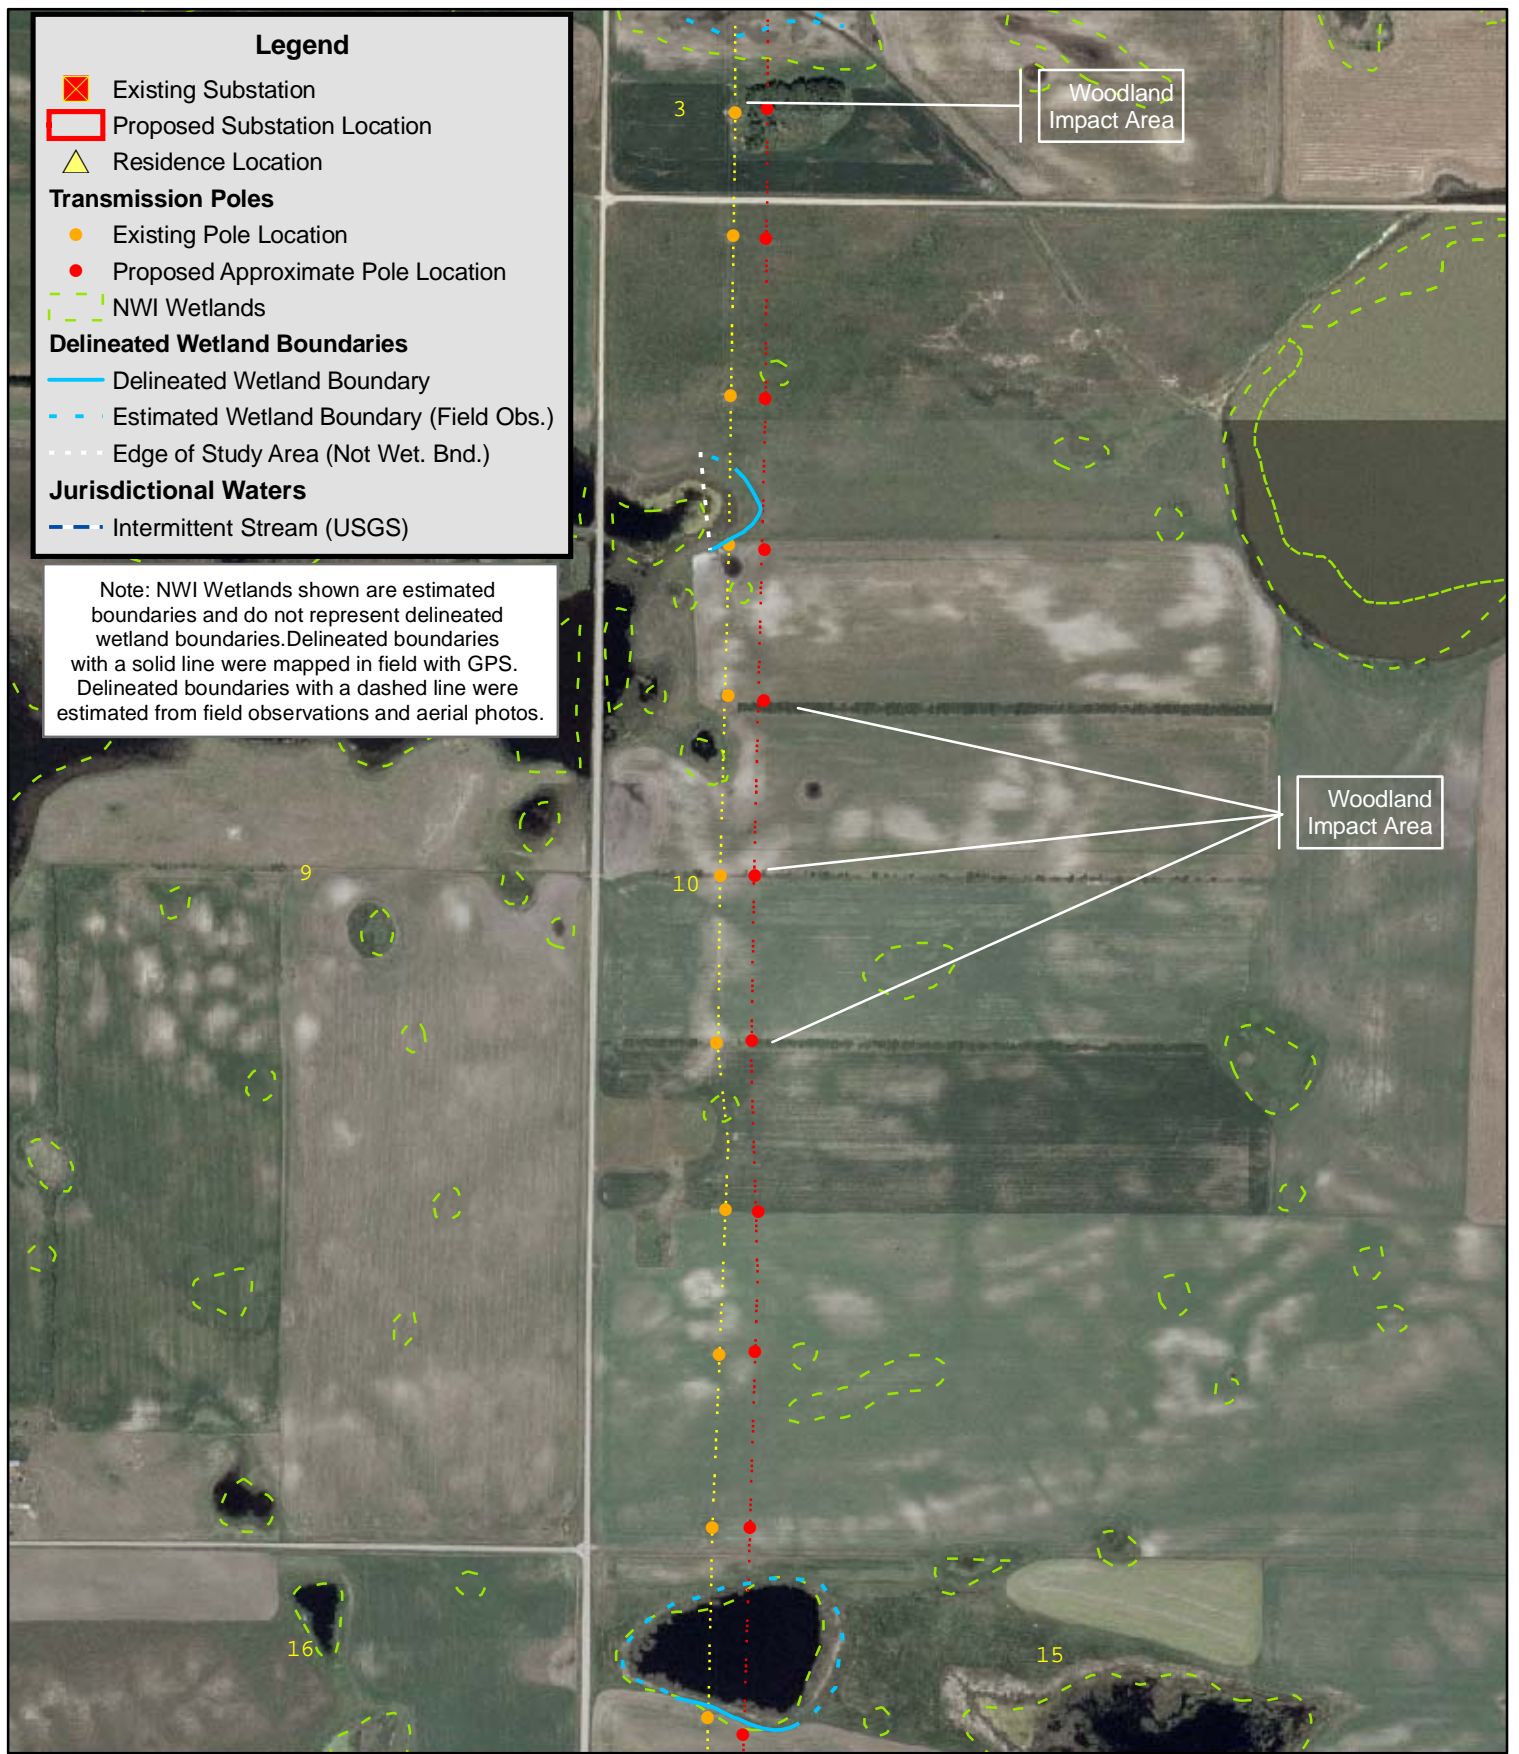 Legend
Existing Substation
Proposed Substation Location
Residence Location
Transmission Poles
Existing Pole Location
Proposed Approximate Pole Location
NWI Wetlands
Delineated Wetland Boundaries
Delineated Wetland Boundary
Estimated Wetland Boundary (Field Obs.)
Edge of Study Area (Not Wet. Bnd.)
Jurisdictional Waters
Intermittent Stream (USGS)
Note: NWI Wetlands shown are estimated
boundaries and do not represent delineated
wetland boundaries.Delineated boundaries
with a solid line were mapped in field with GPS.
Delineated boundaries with a dashed line were
estimated from field observations and aerial photos.
3
Woodland
Impact Area
Woodland
Impact Area
9
10
16
15